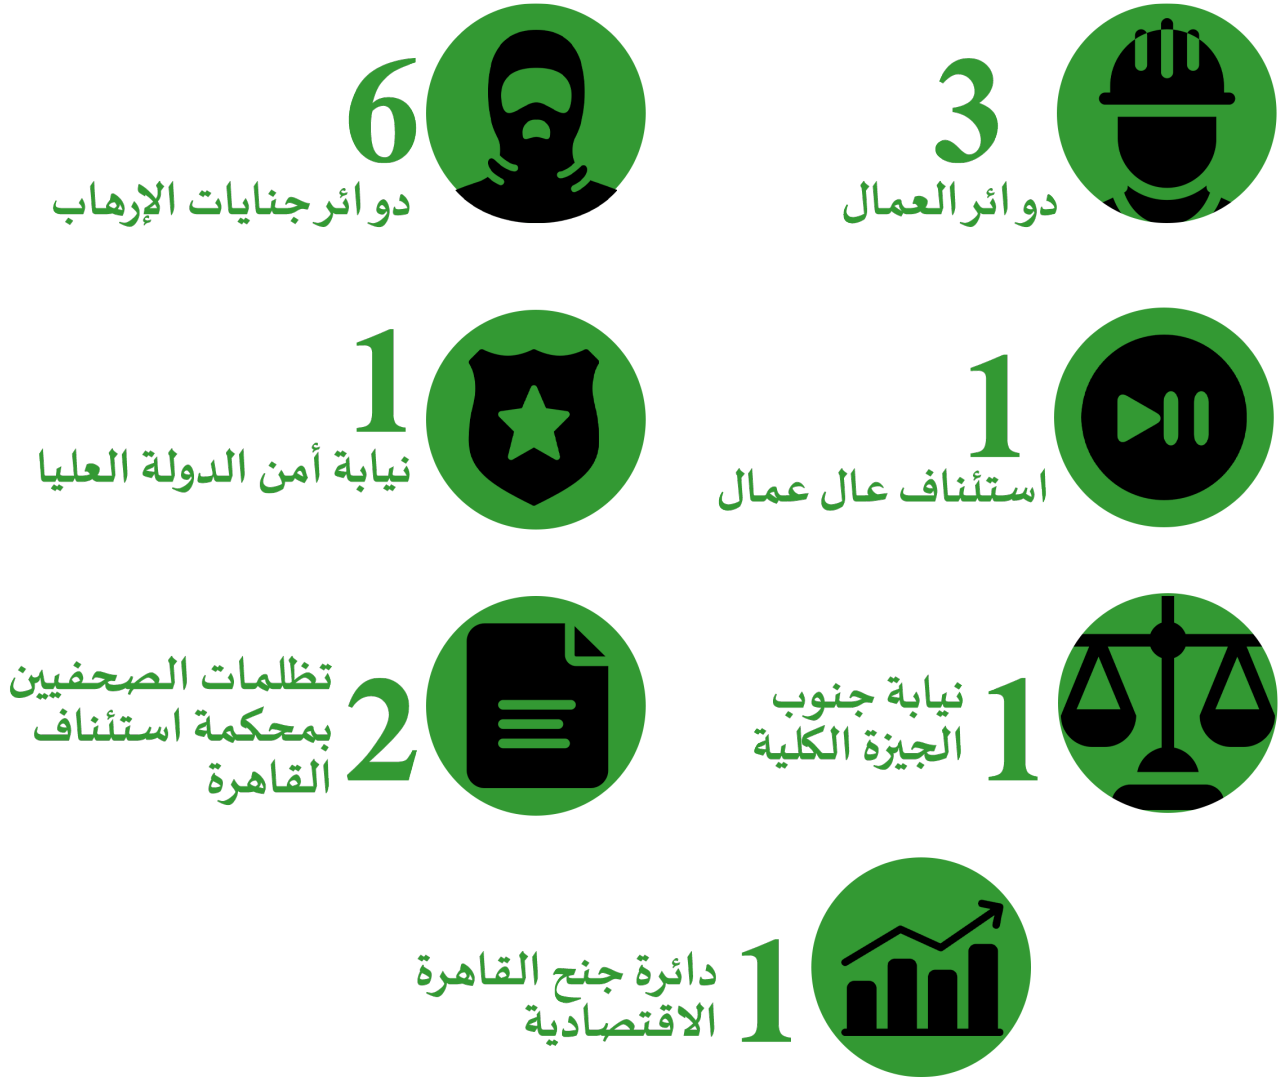 3
دوائر العمال
6
دوائر جنايات الإرهاب
1
استئناف عال عمال
1
نيابة أمن الدولة العليا
1
نيابة جنوب
الجيزة الكلية
2
تظلمات الصحفيين
بمحكمة استئناف
القاهرة
1
دائرة جنح القاهرة
الاقتصادية